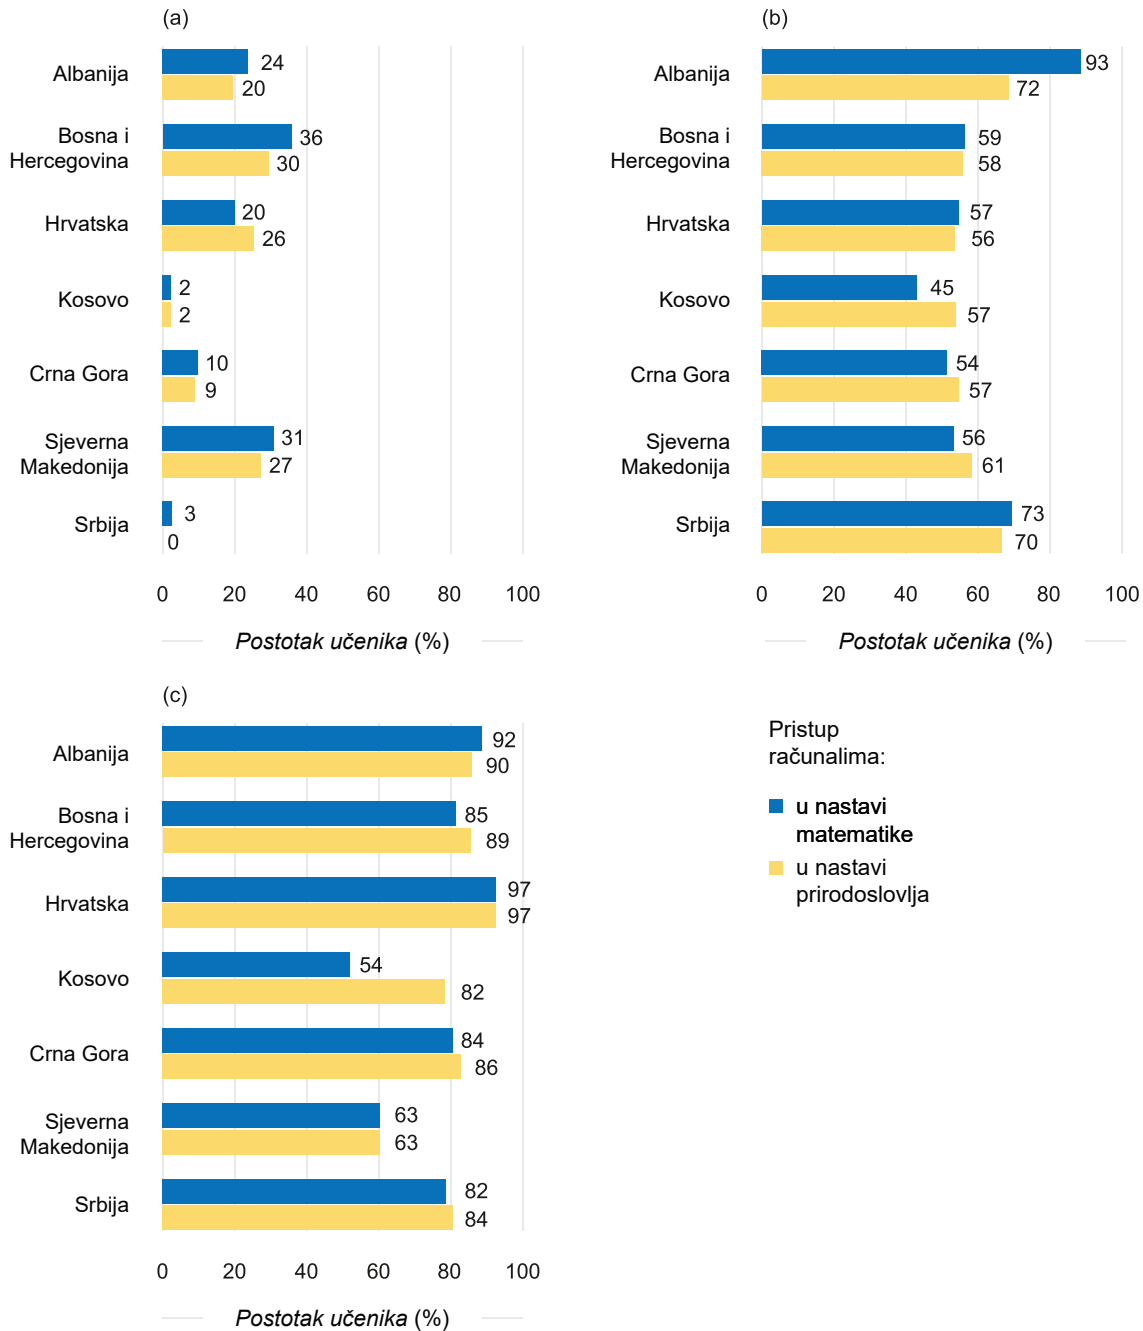 (a)
Albanija
24
20
Bosna i
Hercegovina
36
30
Hrvatska
20
26
Kosovo
2
2
Crna Gora
10
9
Sjeverna
Makedonija
31
27
Srbija
3
0
0 20 40 60 80 100
Postotak učenika (%)
(b)
Albanija
93
72
Bosna i
Hercegovina
59
58
Hrvatska
57
56
Kosovo
45
57
Crna Gora
54
57
Sjeverna
Makedonija
56
61
Srbija
73
70
0 20 40 60 80 100
Postotak učenika (%)
(c)
Albanija
92
90
Bosna i
Hercegovina
85
89
Hrvatska
97
97
Kosovo
54
82
Crna Gora
84
86
Sjeverna
Makedonija
63
63
Srbija
82
84
0 20 40 60 80 100
Postotak učenika (%)
Pristup
računalima:
u nastavi
matematike
u nastavi
prirodoslovlja